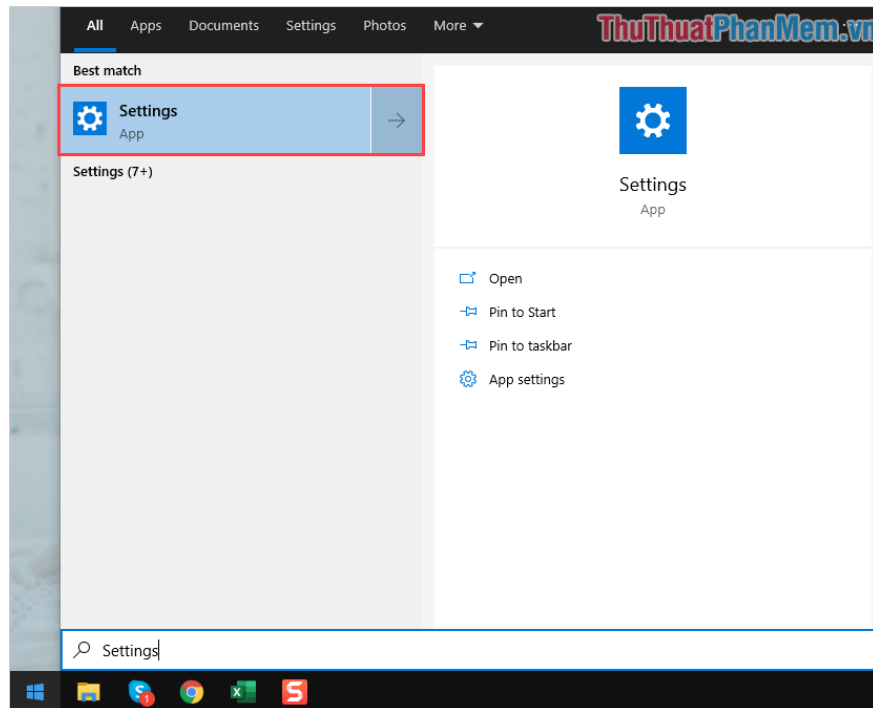 All Apps Documents Settings Photos More
ThuThuatPhanMem.vn
Best match
Settings
App
Settings (7+)
Settings
App
Open
Pin to Start
Pin to taskbar
App settings
Settings
1
S